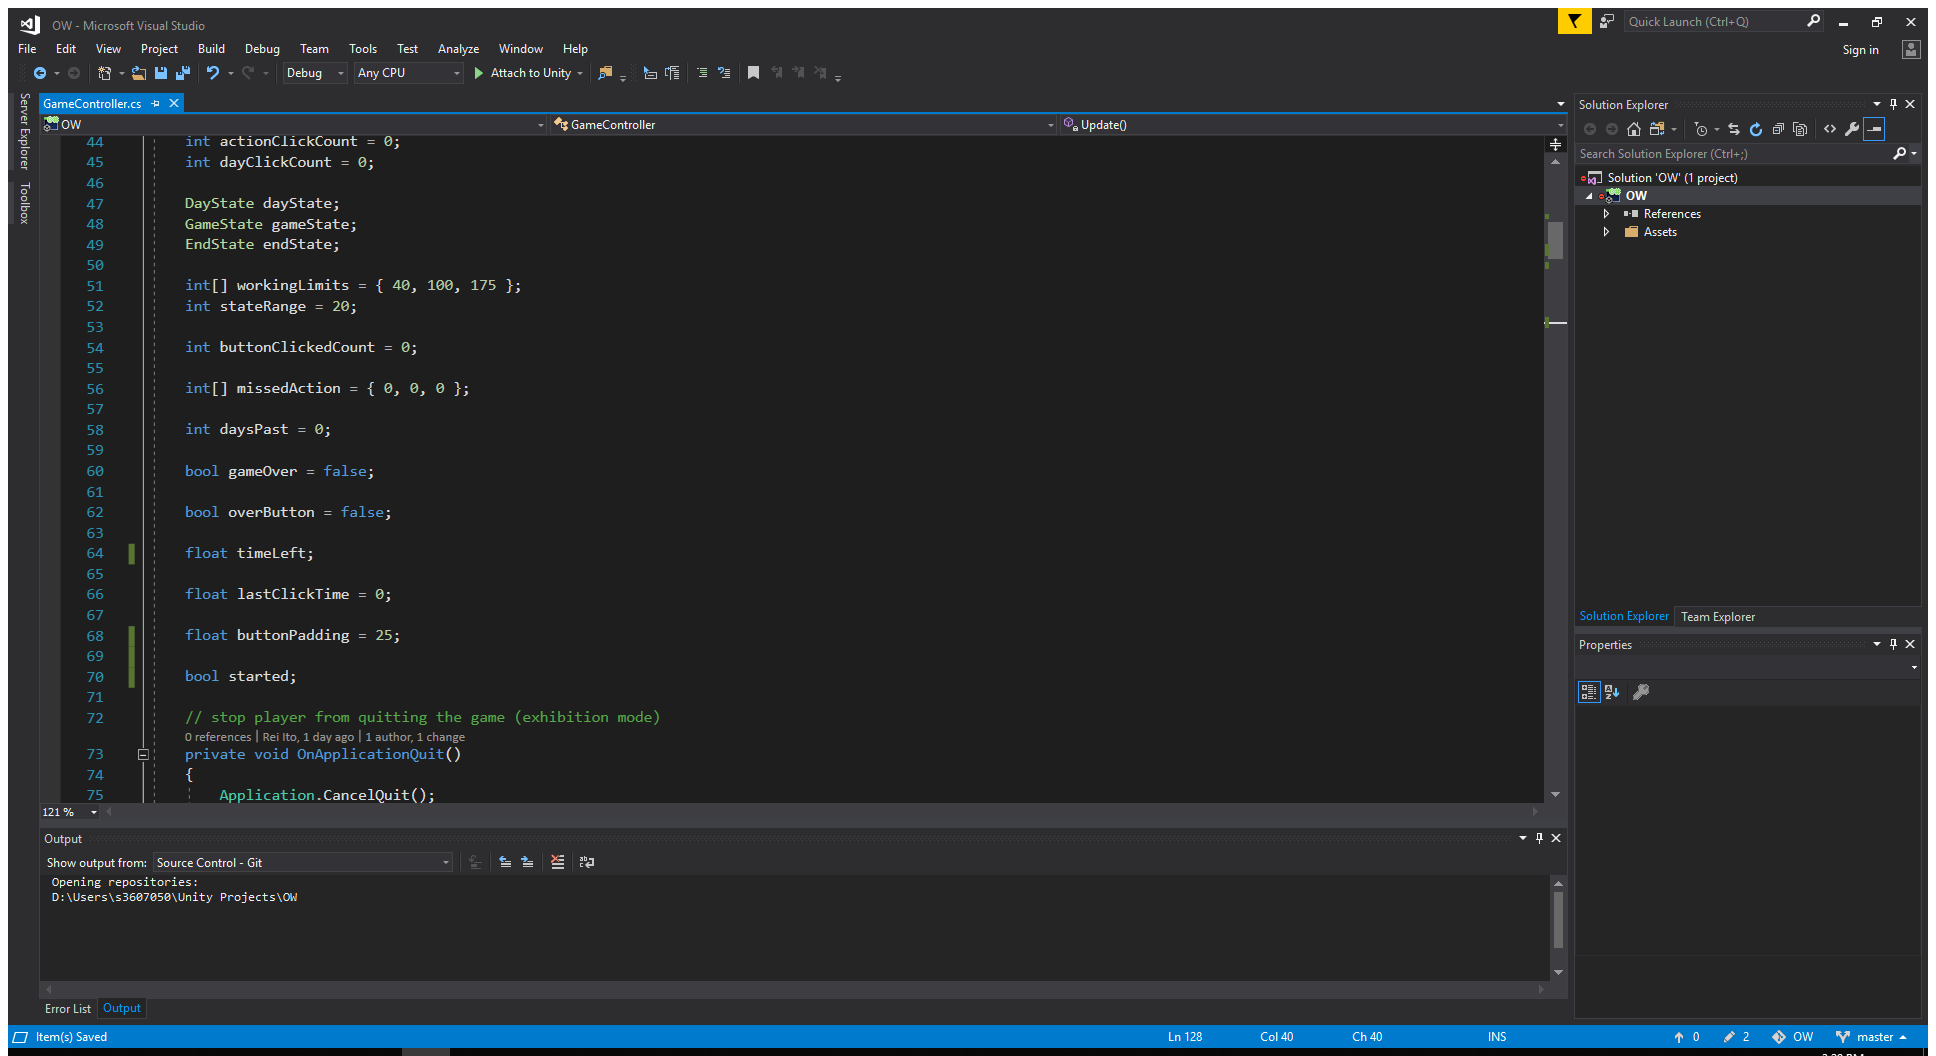 OW - Microsoft Visual Studio
Quick Launch (Ctrl+Q)
File Edit View Project Build Debug Team Tools Test Analyze Window Help
Sign in
Debug Any CPU Attach to Unity
Server Explorer
Toolbox
GameController.cs
OW GameController Update()
44 int actionClickCount = 0;
45 int dayClickCount = 0;
46
47 DayState dayState;
48 GameState gameState;
49 EndState endState;
50
51 int[] workingLimits = { 40, 100, 175 };
52 int stateRange = 20;
53
54 int buttonClickedCount = 0;
55
56 int[] missedAction = { 0, 0, 0 };
57
58 int daysPast = 0;
59
60 bool gameOver = false;
61
62 bool overButton = false;
63
64 float timeLeft;
65
66 float lastClickTime = 0;
67
68 float buttonPadding = 25;
69
70 bool started;
71
72 // stop player from quitting the game (exhibition mode)
0 references | Rei Ito, 1 day ago | 1 author, 1 change
73 private void OnApplicationQuit()
74 {
75 Application.CancelQuit();
121 %
Output
Show output from: Source Control - Git
Opening repositories:
D:\Users\s3607050\Unity Projects\OW
Error List Output
Solution Explorer
Search Solution Explorer (Ctrl+;)
Solution 'OW' (1 project)
OW
References
Assets
Solution Explorer Team Explorer
Properties
Item(s) Saved Ln 128 Col 40 Ch 40 INS 0 2 OW master